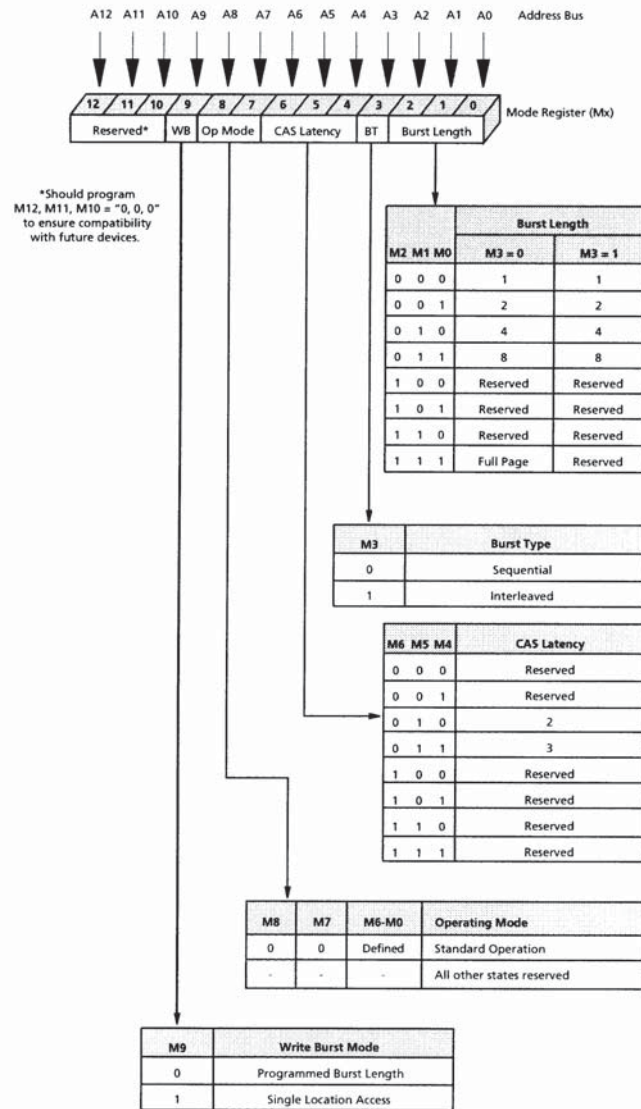 A12 A11 A10 A9 A8 A7 A6 A5 A4 A3 A2 A1 A0 Address Bus
12 11 10 9 8 7 6 5 4 3 2 1 0
Mode Register (Mx)
Reserved* WB Op Mode CAS Latency BT Burst Length
*Should program
M12, M11, M10 = "0, 0, 0"
to ensure compatibility
with future devices.
Burst Length
M2 M1 M0 M3 = 0 M3 = 1
0 0 0 1 1
0 0 1 2 2
0 1 0 4 4
0 1 1 8 8
1 0 0 Reserved Reserved
1 0 1 Reserved Reserved
1 1 0 Reserved Reserved
1 1 1 Full Page Reserved
M3 Burst Type
0 Sequential
1 Interleaved
M6 M5 M4 CAS Latency
0 0 0 Reserved
0 0 1 Reserved
0 1 0 2
0 1 1 3
1 0 0 Reserved
1 0 1 Reserved
1 1 0 Reserved
1 1 1 Reserved
M8 M7 M6-M0 Operating Mode
0 0 Defined Standard Operation
- - - All other states reserved
M9 Write Burst Mode
0 Programmed Burst Length
1 Single Location Access